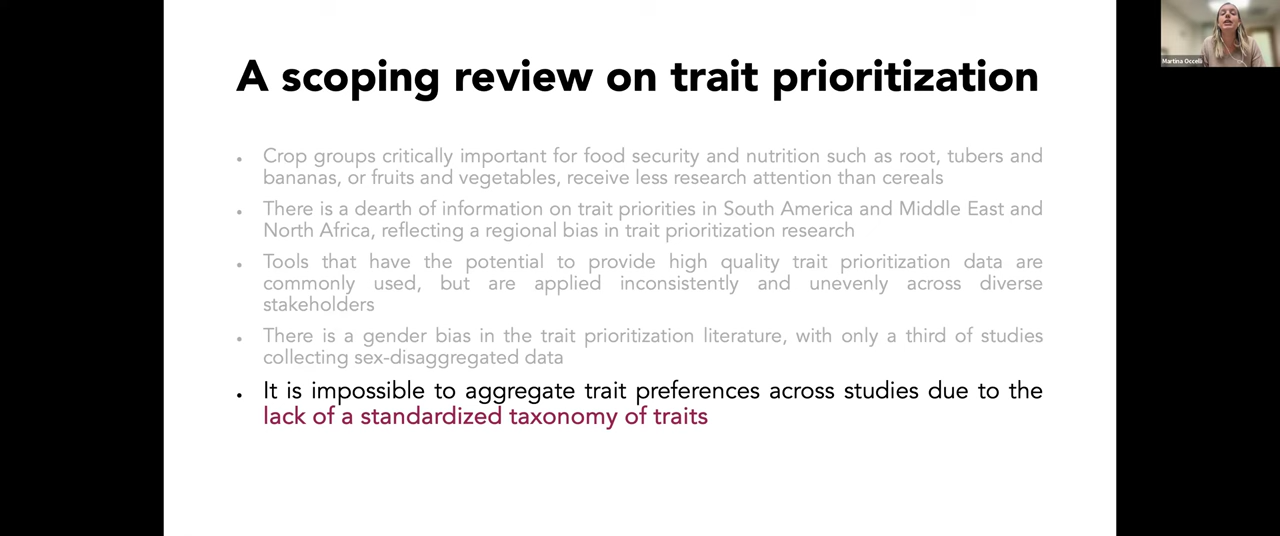 A scoping review on trait prioritization
• Crop groups critically important for food security and nutrition such as root, tubers and
bananas, or fruits and vegetables, receive less research attention than cereals
• There is a dearth of information on trait priorities in South America and Middle East and
North Africa, reflecting a regional bias in trait prioritization research
• Tools that have the potential to provide high quality trait prioritization data are
commonly used, but are applied inconsistently and unevenly across diverse
stakeholders
• There is a gender bias in the trait prioritization literature, with only a third of studies
collecting sex-disaggregated data
• It is impossible to aggregate trait preferences across studies due to the
lack of a standardized taxonomy of traits
Martina Occelli